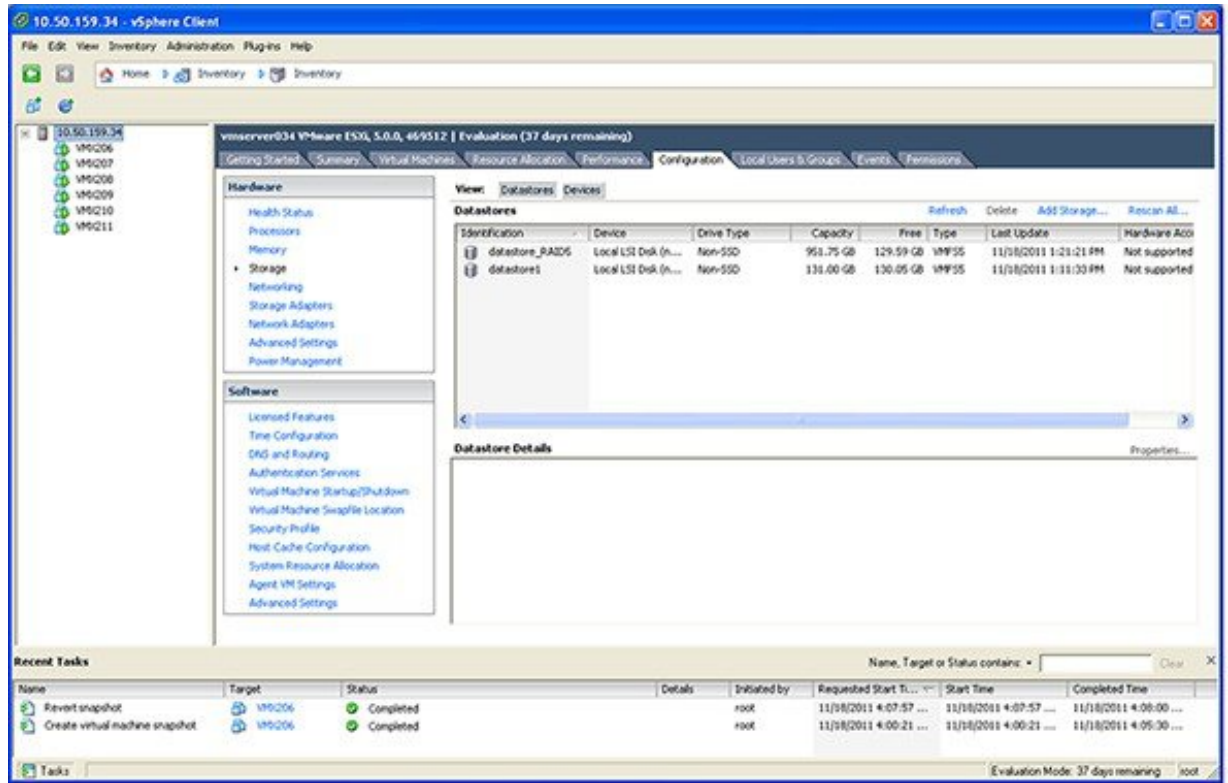 10.50.159.34 - vSphere Client
File Edit View Inventory Administration Plug-ins Help
Home Inventory Inventory
10.50.159.34
VMX206
VMX207
VMX208
VMX209
VMX210
VMX211
vmserver034 VMware ESXi, 5.0.0, 469512 | Evaluation (37 days remaining)
Getting Started Summary Virtual Machines Resource Allocation Performance Configuration Local Users & Groups Events Permissions
Hardware
Health Status
Processors
Memory
Storage
Networking
Storage Adapters
Network Adapters
Advanced Settings
Power Management
Software
Licensed Features
Time Configuration
DNS and Routing
Authentication Services
Virtual Machine Startup/Shutdown
Virtual Machine Swapfile Location
Security Profile
Host Cache Configuration
System Resource Allocation
Agent VM Settings
Advanced Settings
View: Datastores Devices
Datastores Refresh Delete Add Storage... Rescan All...
Identification Device Drive Type Capacity Free Type Last Update Hardware Acce
datastore_RAID5 Local LSI Disk (n... Non-SSD 951.75 GB 129.59 GB VMFS5 11/18/2011 1:21:21 PM Not supported
datastore1 Local LSI Disk (n... Non-SSD 131.00 GB 130.05 GB VMFS5 11/18/2011 1:11:33 PM Not supported
Datastore Details Properties...
Recent Tasks Name, Target or Status contains: Clear
Name Target Status Details Initiated by Requested Start Ti... Start Time Completed Time
Revert snapshot VMX206 Completed root 11/18/2011 4:07:57 ... 11/18/2011 4:07:57 ... 11/18/2011 4:08:00 ...
Create virtual machine snapshot VMX206 Completed root 11/18/2011 4:00:21 ... 11/18/2011 4:00:21 ... 11/18/2011 4:05:30 ...
Tasks Evaluation Mode: 37 days remaining root